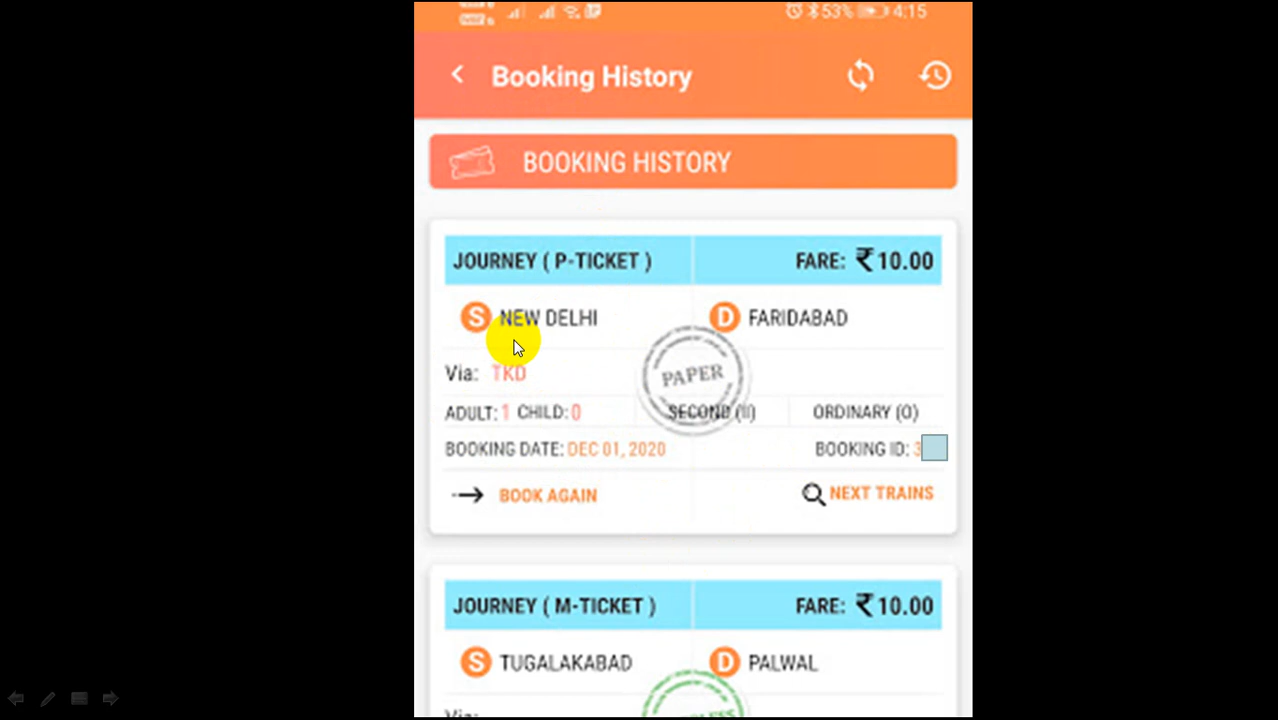 53% 4:15
Booking History
BOOKING HISTORY
JOURNEY ( P-TICKET ) FARE: ₹10.00
S NEW DELHI D FARIDABAD
Via: TKD
PAPER
ADULT: 1 CHILD: 0 SECOND (II) ORDINARY (O)
BOOKING DATE: DEC 01, 2020 BOOKING ID: 3
BOOK AGAIN NEXT TRAINS
JOURNEY ( M-TICKET ) FARE: ₹10.00
S TUGALAKABAD D PALWAL
Via: